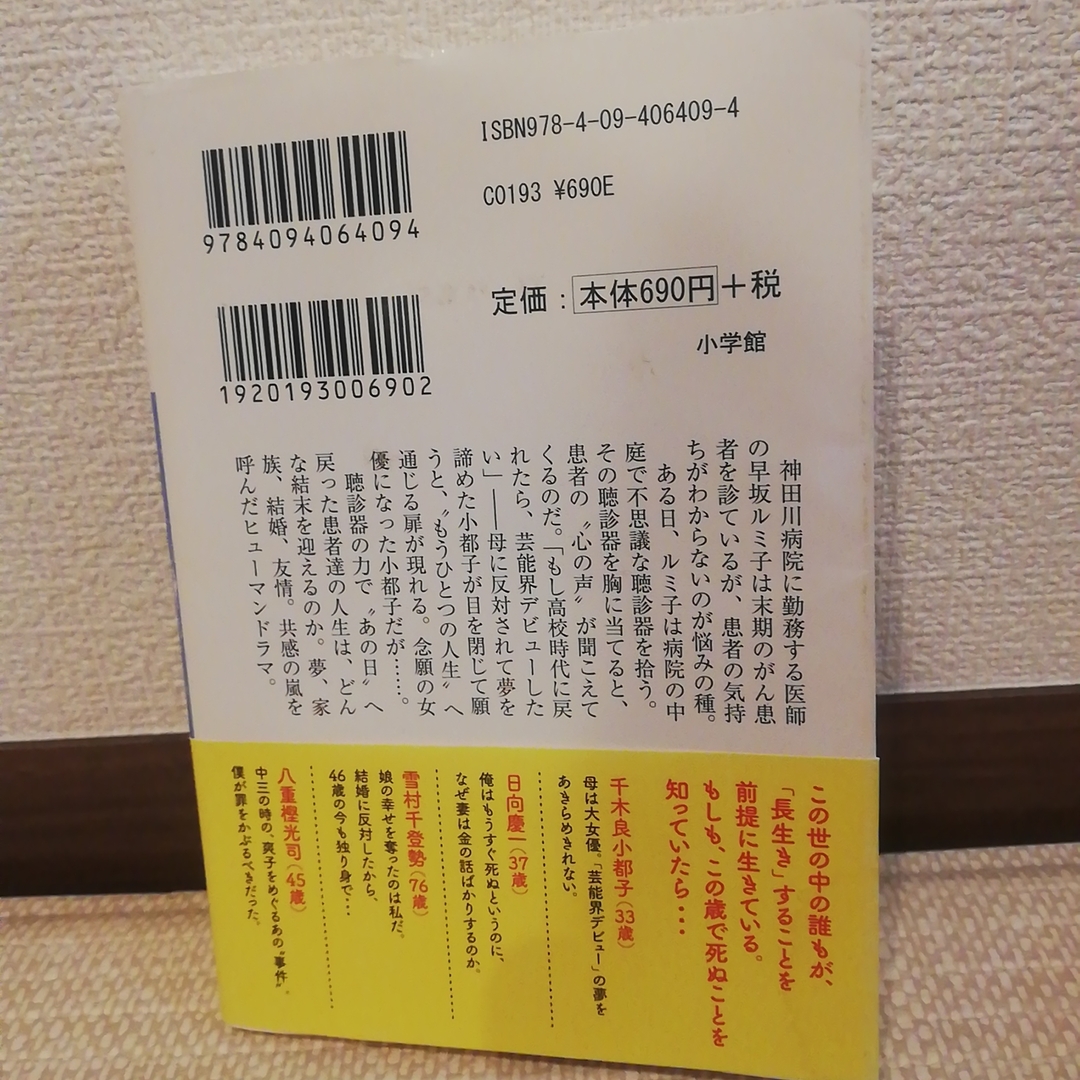 ISBN978-4-09-406409-4
9784094064094
C0193 ¥690E
定価：本体690円＋税
1920193006902
小学館
神田川病院に勤務する医師
の早坂ルミ子は末期のがん患
者を診ているが、患者の気持
ちがわからないのが悩みの種。
ある日、ルミ子は病院の中
庭で不思議な聴診器を拾う。
その聴診器を胸に当てると、
患者の〝心の声〟が聞こえて
くるのだ。「もし高校時代に戻
れたら、芸能界デビューした
い」――母に反対されて夢を
諦めた小都子が目を閉じて願
うと、〝もうひとつの人生〟へ
通じる扉が現れる。念願の女
優になった小都子だが……。
聴診器の力で〝あの日〟へ
戻った患者達の人生は、どん
な結末を迎えるのか。夢、家
族、結婚、友情。共感の嵐を
呼んだヒューマンドラマ。
この世の中の誰もが、
「長生き」することを
前提に生きている。
もしも、この歳で死ぬことを
知っていたら・・・
千木良小都子（33歳）
母は大女優。「芸能界デビュー」の夢を
あきらめきれない。
日向慶一（37歳）
俺はもうすぐ死ぬというのに、
なぜ妻は金の話ばかりするのか。
雪村千登勢（76歳）
娘の幸せを奪ったのは私だ。
結婚に反対したから、
46歳の今も独り身で・・・
八重樫光司（45歳）
中三の時の、爽子をめぐるあの〝事件〟。
僕が罪をかぶるべきだった。